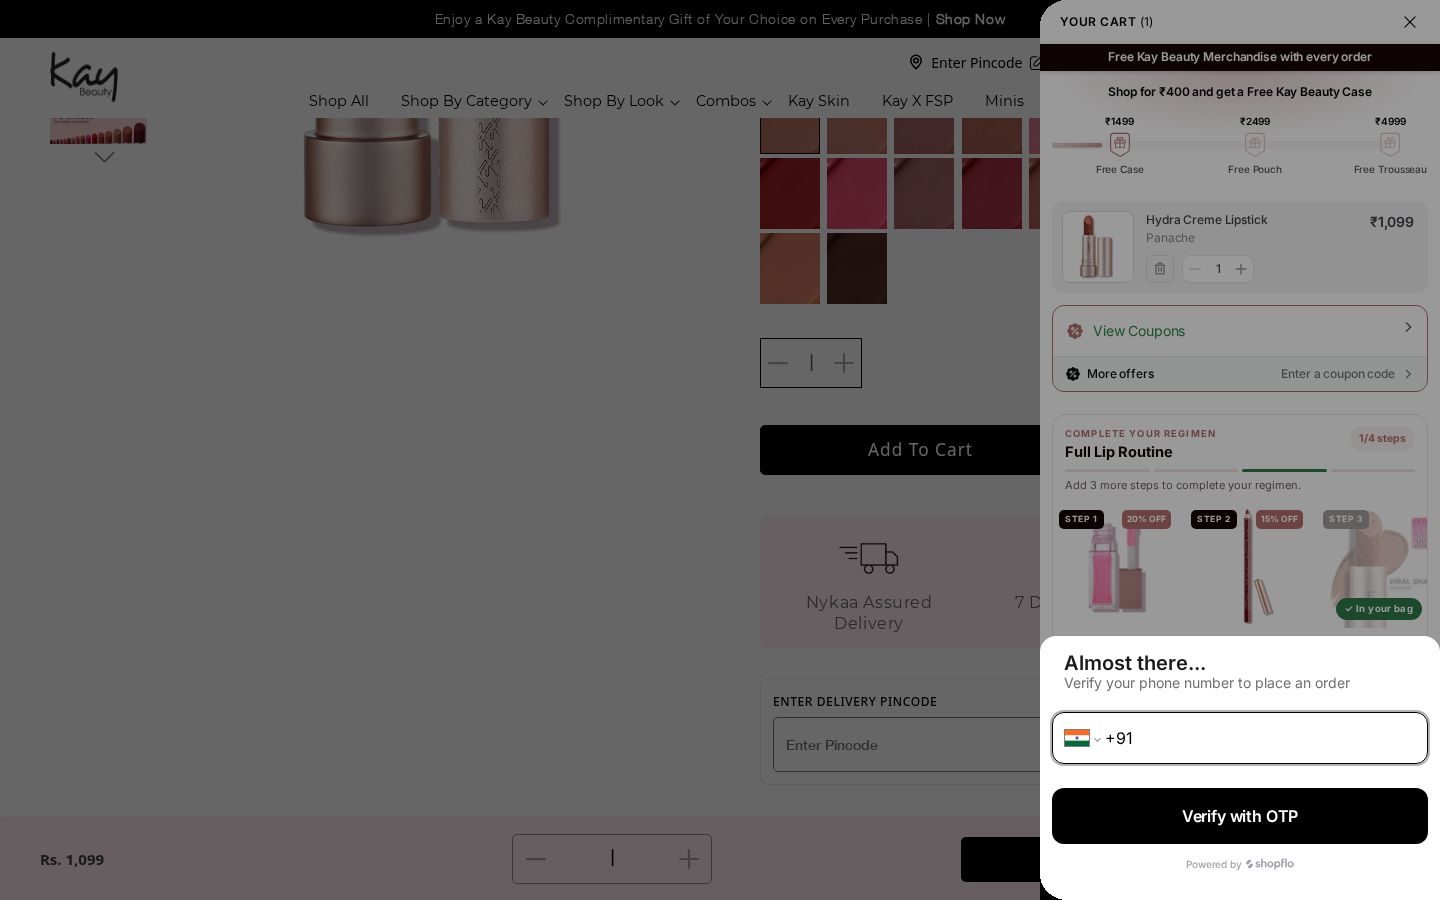 Enjoy a Kay Beauty Complimentary Gift of Your Choice on Every Purchase | Shop Now
Kay
Beauty
Enter Pincode
Shop All
Shop By Category
Shop By Look
Combos
Kay Skin
Kay X FSP
Minis
1
Add To Cart
Nykaa Assured
Delivery
7 D
ENTER DELIVERY PINCODE
Enter Pincode
Rs. 1,099
1
YOUR CART (1)
Free Kay Beauty Merchandise with every order
Shop for ₹400 and get a Free Kay Beauty Case
₹1499
₹2499
₹4999
Free Case
Free Pouch
Free Trousseau
Hydra Creme Lipstick
₹1,099
Panache
1
View Coupons
More offers
Enter a coupon code
COMPLETE YOUR REGIMEN
Full Lip Routine
1/4 steps
Add 3 more steps to complete your regimen.
STEP 1
20% OFF
STEP 2
15% OFF
STEP 3
VIRAL SHA
✓ In your bag
Almost there...
Verify your phone number to place an order
+91
Verify with OTP
Powered by shopflo